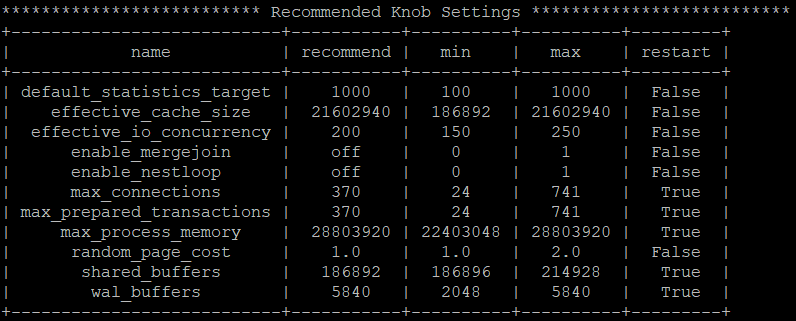 ************************** Recommended Knob Settings **************************
+---------------------------+-----------+----------+----------+---------+
|            name           | recommend |   min    |   max    | restart |
+---------------------------+-----------+----------+----------+---------+
| default_statistics_target |    1000   |   100    |   1000   |  False  |
|    effective_cache_size   |  21602940 |  186892  | 21602940 |  False  |
|  effective_io_concurrency |    200    |   150    |   250    |  False  |
|      enable_mergejoin     |    off    |    0     |    1     |  False  |
|      enable_nestloop      |    off    |    0     |    1     |  False  |
|      max_connections      |    370    |    24    |   741    |   True  |
| max_prepared_transactions |    370    |    24    |   741    |   True  |
|     max_process_memory    |  28803920 | 22403048 | 28803920 |   True  |
|      random_page_cost     |    1.0    |   1.0    |   2.0    |  False  |
|       shared_buffers      |   186892  |  186896  |  214928  |   True  |
|        wal_buffers        |    5840   |   2048   |   5840   |   True  |
+---------------------------+-----------+----------+----------+---------+